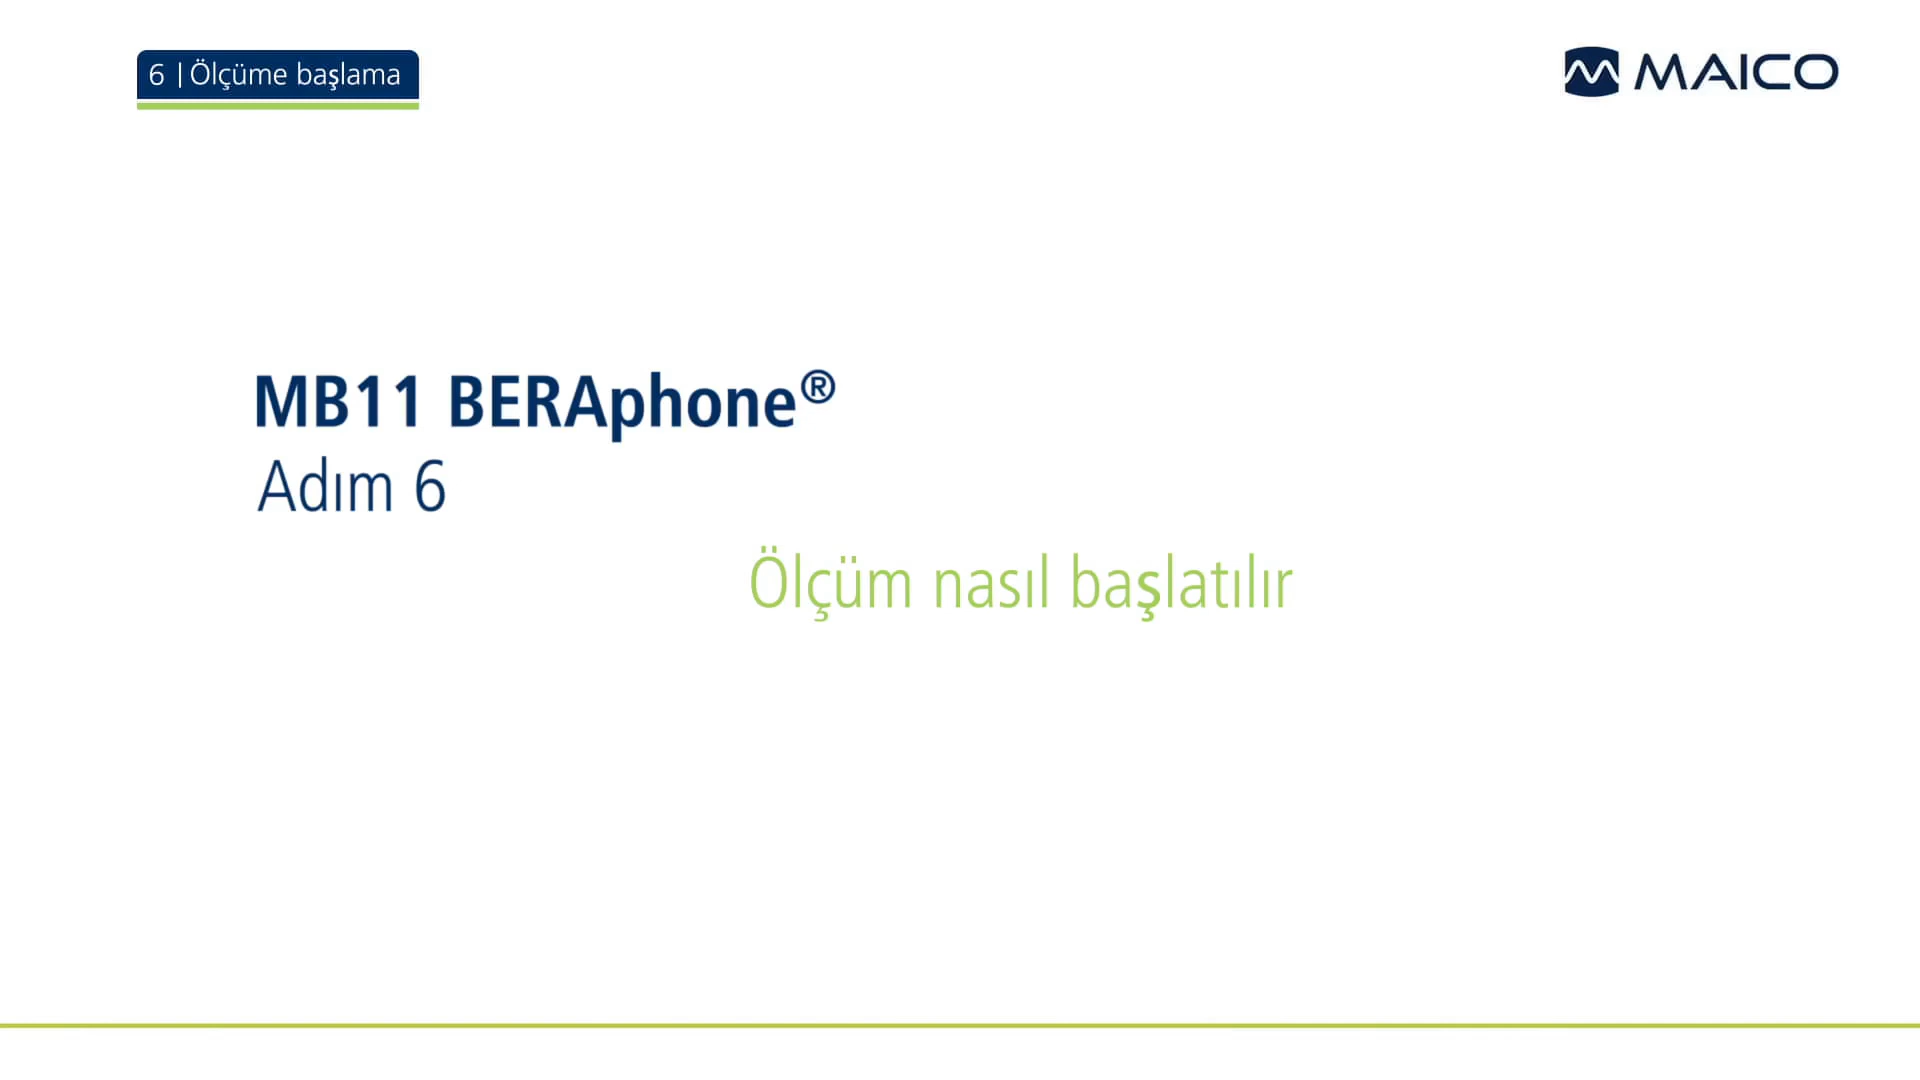 6 | Ölçüme başlama
MAICO
MB11 BERAphone®
Adım 6
Ölçüm nasıl başlatılır